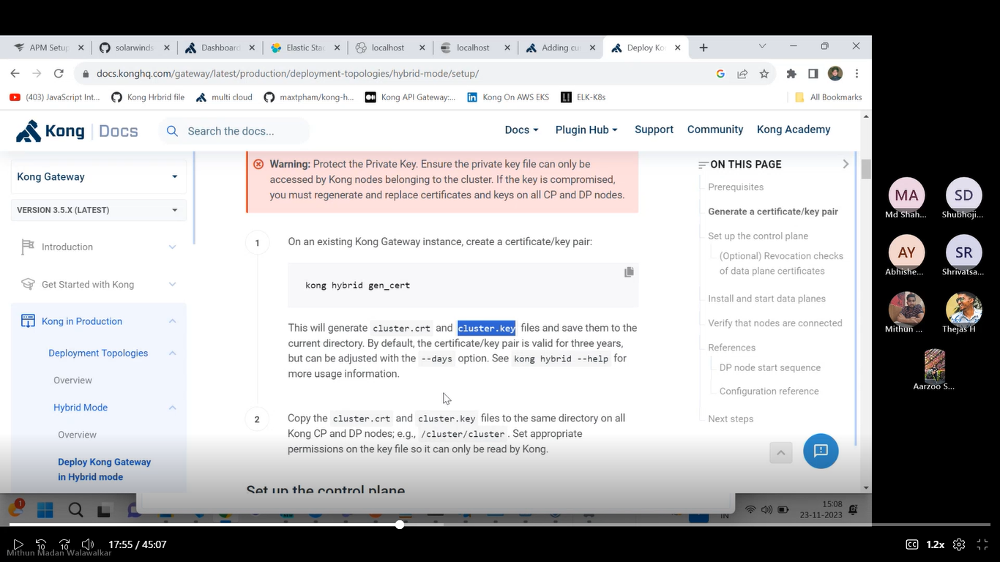 APM Setup
solarwinds
Dashboard
Elastic Stac
localhost
localhost
Adding cu
Deploy Ko
docs.konghq.com/gateway/latest/production/deployment-topologies/hybrid-mode/setup/
(403) JavaScript Int...
Kong Hrbrid file
multi cloud
maxtpham/kong-h...
Kong API Gateway:...
Kong On AWS EKS
ELK-K8s
All Bookmarks
Kong | Docs
Search the docs...
Docs
Plugin Hub
Support
Community
Kong Academy
Kong Gateway
VERSION 3.5.X (LATEST)
Introduction
Get Started with Kong
Kong in Production
Deployment Topologies
Overview
Hybrid Mode
Overview
Deploy Kong Gateway
in Hybrid mode
Warning: Protect the Private Key. Ensure the private key file can only be
accessed by Kong nodes belonging to the cluster. If the key is compromised,
you must regenerate and replace certificates and keys on all CP and DP nodes.
1
On an existing Kong Gateway instance, create a certificate/key pair:
kong hybrid gen_cert
This will generate cluster.crt and cluster.key files and save them to the
current directory. By default, the certificate/key pair is valid for three years,
but can be adjusted with the --days option. See kong hybrid --help for
more usage information.
2
Copy the cluster.crt and cluster.key files to the same directory on all
Kong CP and DP nodes; e.g., /cluster/cluster. Set appropriate
permissions on the key file so it can only be read by Kong.
Set up the control plane
ON THIS PAGE
Prerequisites
Generate a certificate/key pair
Set up the control plane
(Optional) Revocation checks
of data plane certificates
Install and start data planes
Verify that nodes are connected
References
DP node start sequence
Configuration reference
Next steps
MA
Md Shah...
SD
Shubhoji...
AY
Abhishe...
SR
Shrivatsa...
Mithun ...
Thejas H
Aarzoo S...
1
IN
15:08
23-11-2023
10
10
17:55 / 45:07
CC
1.2x
Mithun Madan Walawalkar